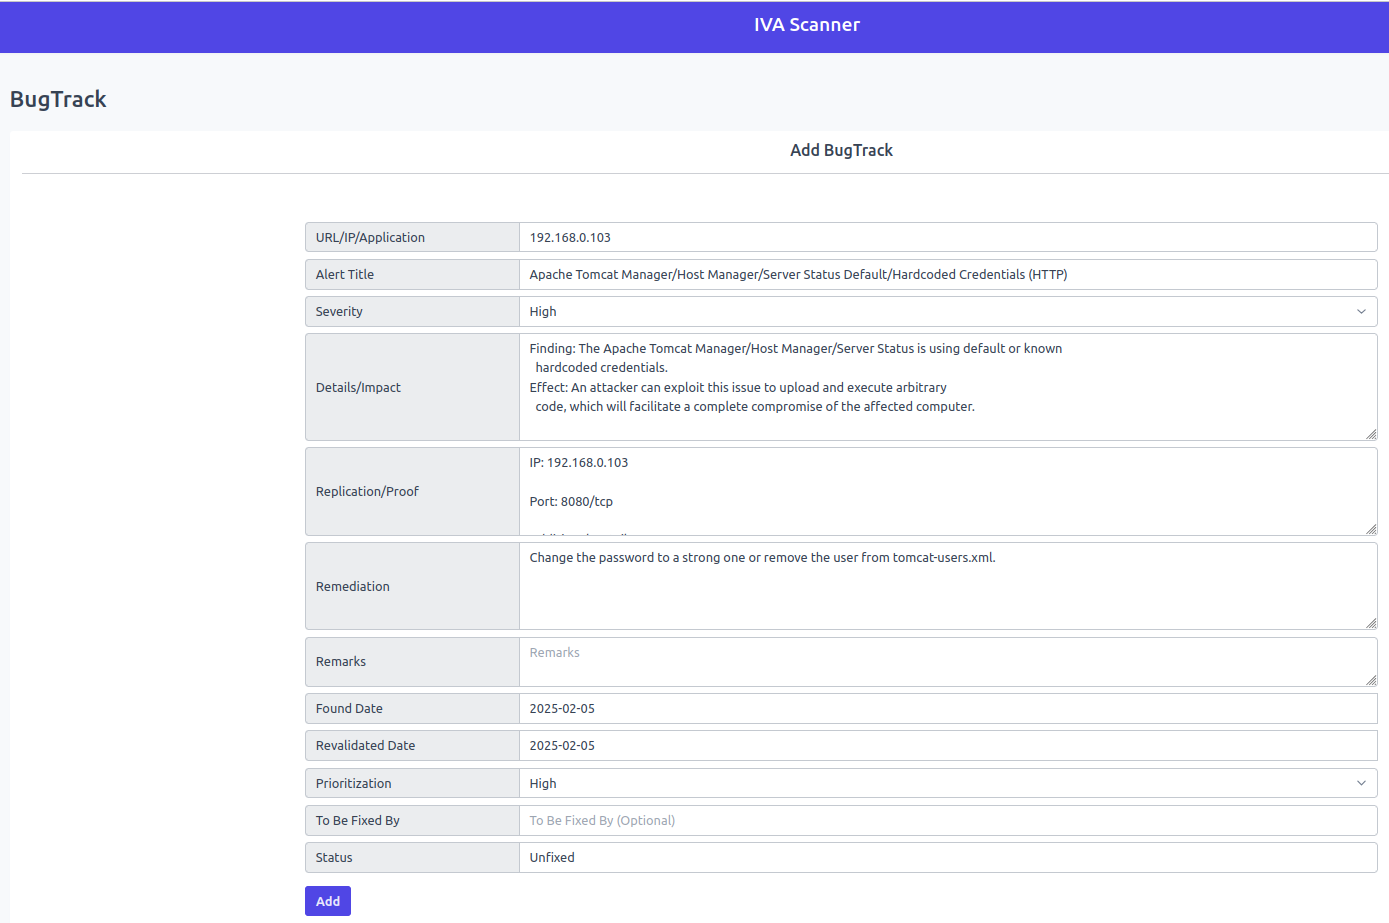 IVA Scanner
BugTrack
Add BugTrack
URL/IP/Application
192.168.0.103
Alert Title
Apache Tomcat Manager/Host Manager/Server Status Default/Hardcoded Credentials (HTTP)
Severity
High
Details/Impact
Finding: The Apache Tomcat Manager/Host Manager/Server Status is using default or known
hardcoded credentials.
Effect: An attacker can exploit this issue to upload and execute arbitrary
code, which will facilitate a complete compromise of the affected computer.
Replication/Proof
IP: 192.168.0.103
Port: 8080/tcp
Remediation
Change the password to a strong one or remove the user from tomcat-users.xml.
Remarks
Remarks
Found Date
2025-02-05
Revalidated Date
2025-02-05
Prioritization
High
To Be Fixed By
To Be Fixed By (Optional)
Status
Unfixed
Add